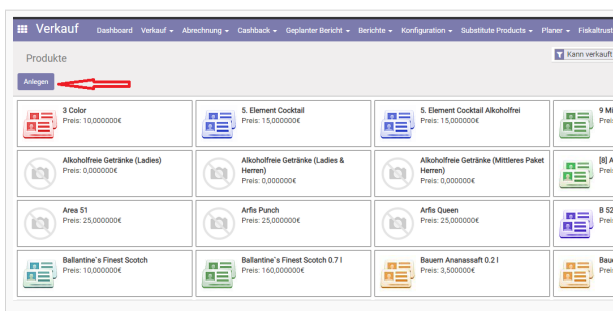 Verkauf Dashboard Verkauf Abrechnung Cashback Geplanter Bericht Berichte Konfiguration Substitute Products Planer Fiskaltrust
Produkte Kann verkauft
Anlegen
3 Color 5. Element Cocktail 5. Element Cocktail Alkoholfrei
Preis: 10,000000€ Preis: 15,000000€ Preis: 15,000000€
Alkoholfreie Getränke (Ladies) Alkoholfreie Getränke (Ladies & Alkoholfreie Getränke (Mittleres Paket [8] A
Preis: 0,000000€ Herren) Herren)
Preis: 0,000000€ Preis: 0,000000€
Area 51 Arfis Punch Arfis Queen B 52
Preis: 25,000000€ Preis: 25,000000€ Preis: 25,000000€
Ballantine`s Finest Scotch Ballantine`s Finest Scotch 0.7 l Bauern Ananassaft 0.2 l
Preis: 10,000000€ Preis: 160,000000€ Preis: 3,500000€